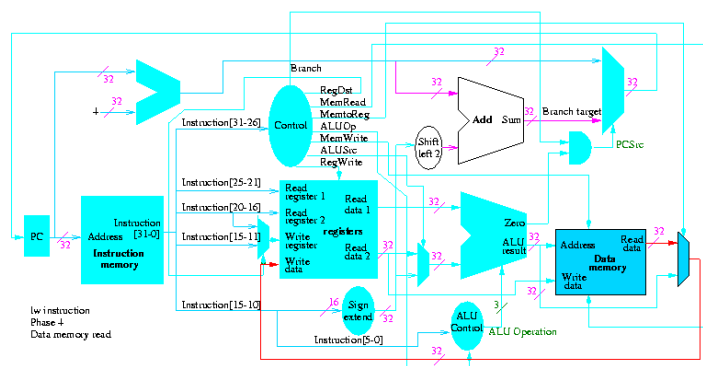 32
Branch
32
32
32
RegDst
MemRead
MemtoReg
ALUOp
MemWrite
ALUSrc
RegWrite
Instruction[31-26]
Control
32
Add
Sum
32
Branch target
Shift
left 2
PCSrc
Instruction[25-21]
Instruction[20-16]
Instruction[15-11]
Read
register 1
Read
register 2
Write
register
Write
data
Read
data 1
registers
Read
data 2
32
32
32
Zero
ALU
result
32
PC
32
Instruction
[31-0]
Address
Instruction
memory
Address
Read
data
Data
memory
Write
data
32
32
Instruction[15-10]
16
Sign
extend
32
ALU
Control
3
ALU Operation
Instruction[5-0]
32
lw instruction
Phase 4
Data memory read